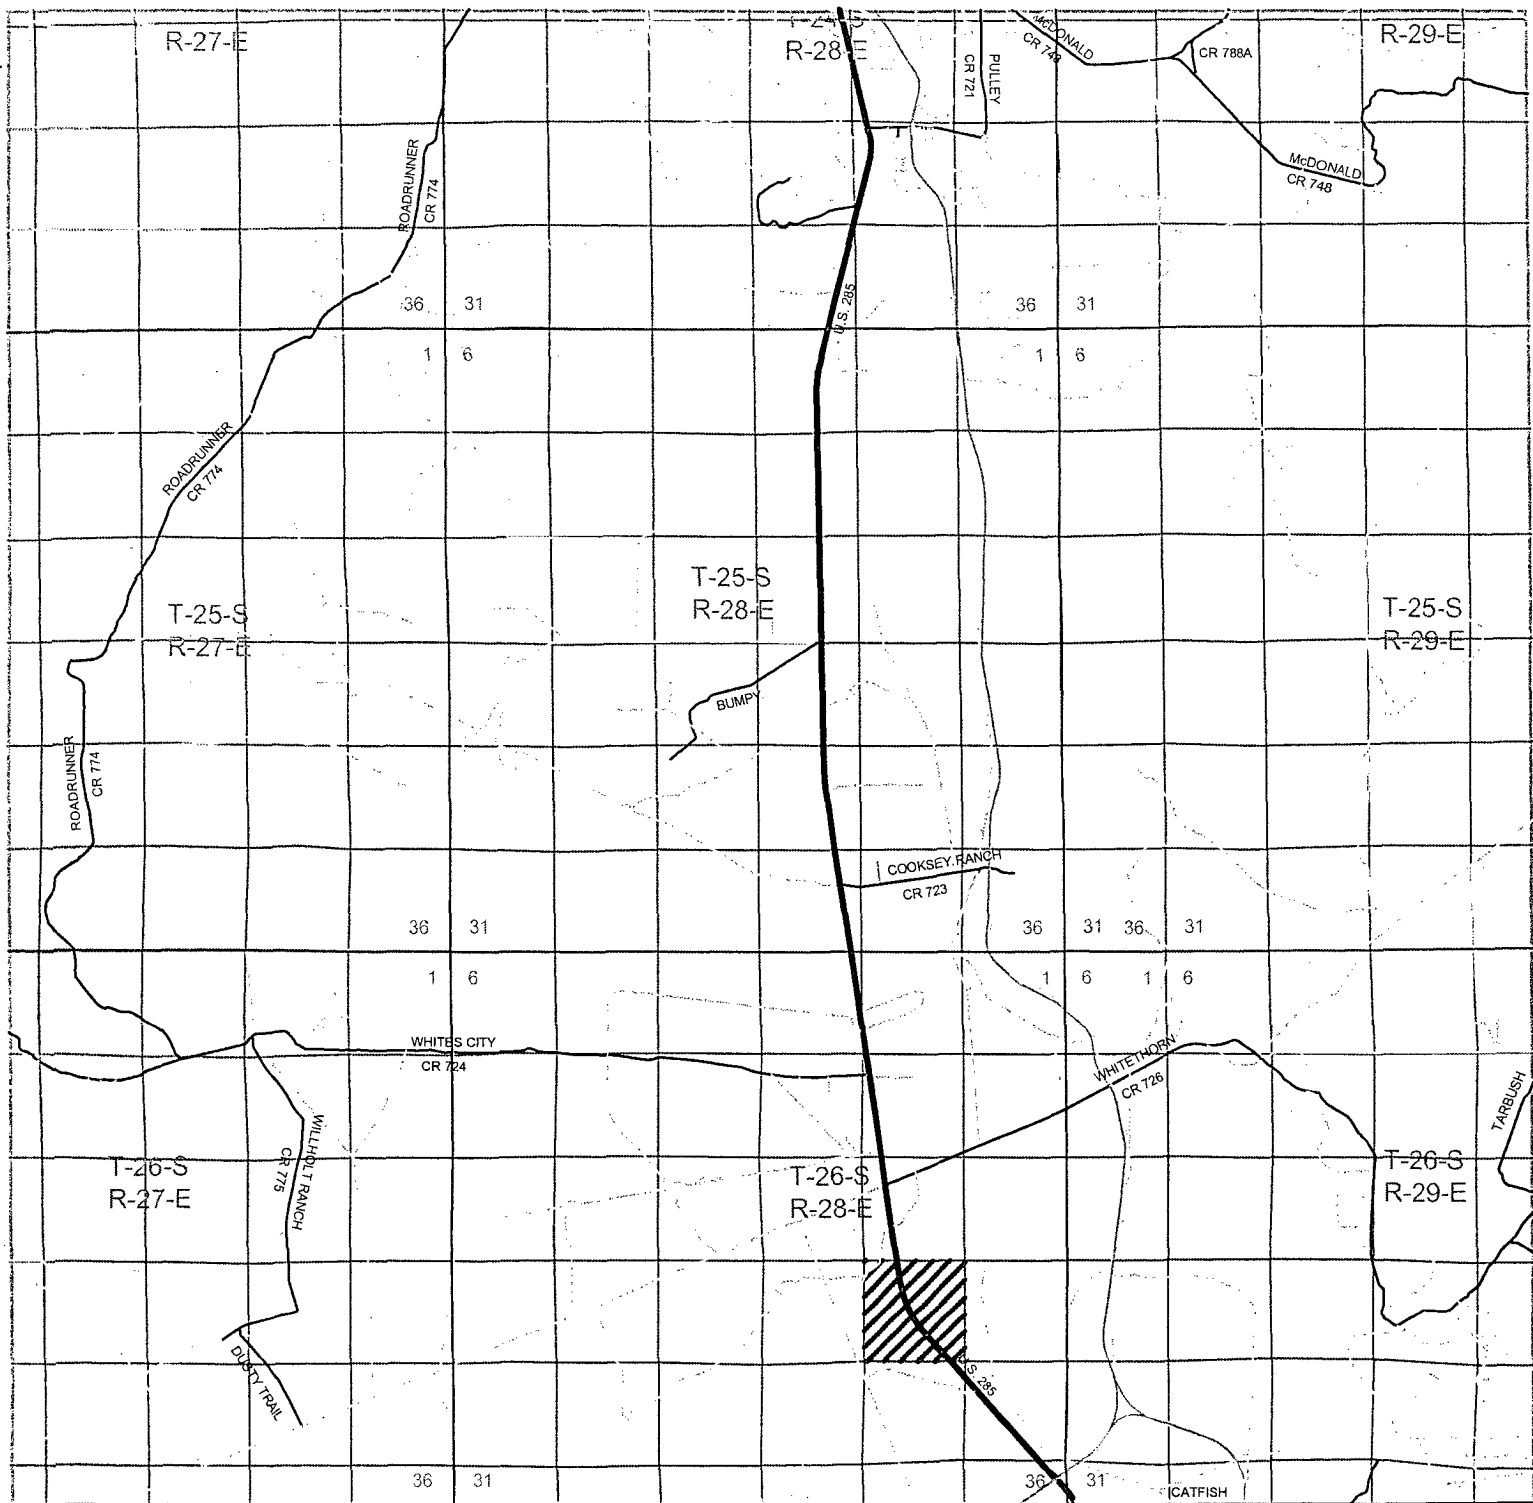 R-27-E
T-24-S
R-28-E
R-29-E
McDONALD
CR 749
CR 788A
PULLEY
CR 721
McDONALD
CR 748
ROADRUNNER
CR 774
36 31
36 31
U.S. 285
1 6
1 6
ROADRUNNER
CR 774
T-25-S
R-27-E
T-25-S
R-28-E
T-25-S
R-29-E
BUMPY
ROADRUNNER
CR 774
COOKSEY RANCH
CR 723
36 31
36 31 36 31
1 6
1 6 1 6
WHITES CITY
CR 724
WHITETHORN
CR 726
TARBUSH
WILLHOLT RANCH
CR 775
T-26-S
R-27-E
T-26-S
R-28-E
T-26-S
R-29-E
DUSTY TRAIL
U.S. 285
36 31
36 31
CATFISH